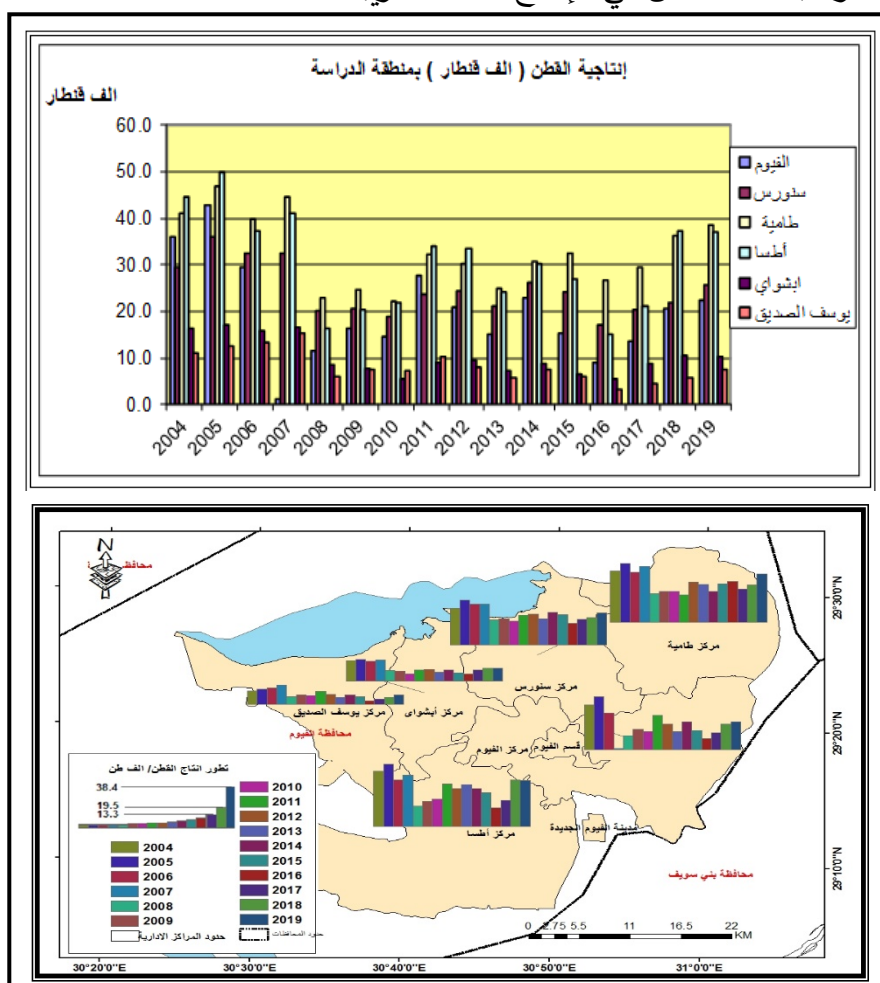 إنتاجية القطن ( الف قنطار ) بمنطقة الدراسة
الف قنطار
60.0
50.0
40.0
30.0
20.0
10.0
0.0
2004 2005 2006 2007 2008 2009 2010 2011 2012 2013 2014 2015 2016 2017 2018 2019
الفيوم
سنورس
طامية
أطسا
ابشواي
يوسف الصديق
N
محافظة
29°30'0"N
29°20'0"N
29°10'0"N
مركز طامية
مركز سنورس
مركز أبشواى
مركز يوسف الصديق
محافظة الفيوم
قسم الفيوم
مركز الفيوم
مركز أطسا
مدينة الفيوم الجديدة
محافظة بني سويف
تطور انتاج القطن/ الف طن
38.4
19.5
13.3
2004
2005
2006
2007
2008
2009
2010
2011
2012
2013
2014
2015
2016
2017
2018
2019
حدود المراكز الادارية
حدود المحافظات
0 2.75 5.5 11 16.5 22
KM
30°20'0"E 30°30'0"E 30°40'0"E 30°50'0"E 31°0'0"E